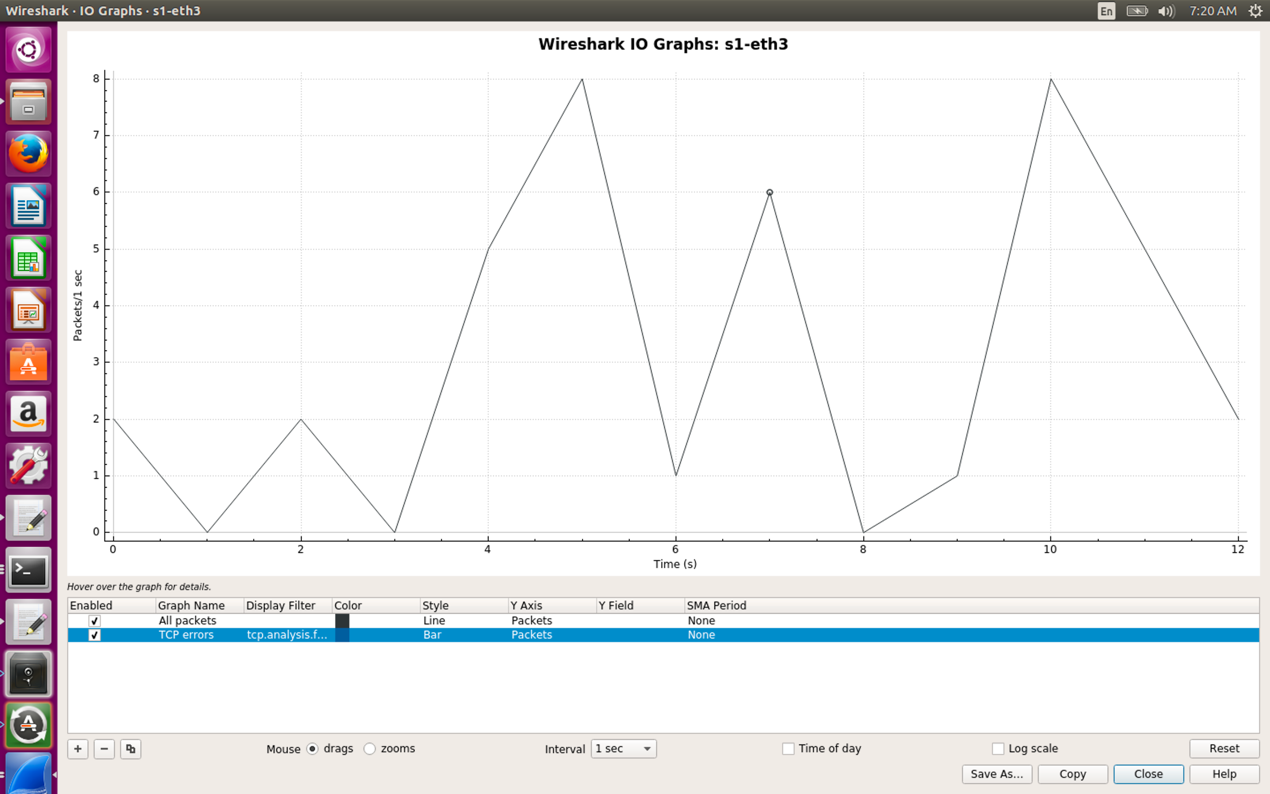 Wireshark · IO Graphs · s1-eth3
En
7:20 AM
Wireshark IO Graphs: s1-eth3
8
7
6
5
4
3
2
1
0
Packets/1 sec
0 2 4 6 8 10 12
Time (s)
Hover over the graph for details.
Enabled Graph Name Display Filter Color Style Y Axis Y Field SMA Period
All packets Line Packets None
TCP errors tcp.analysis.f... Bar Packets None
Mouse drags zooms Interval 1 sec Time of day Log scale Reset
Save As... Copy Close Help